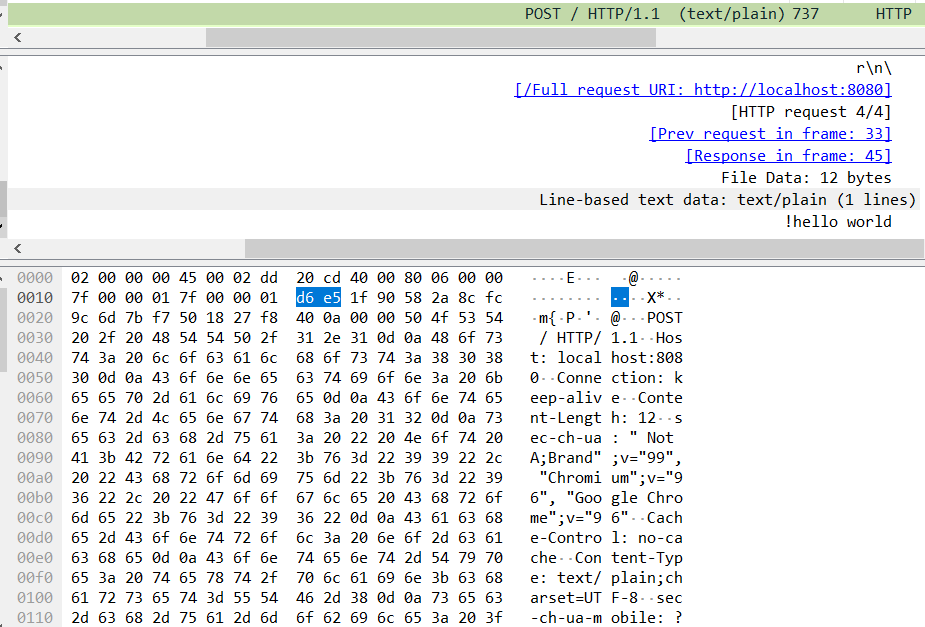 POST / HTTP/1.1 (text/plain) 737 HTTP
r\n\
[/Full request URI: http://localhost:8080]
[HTTP request 4/4]
[Prev request in frame: 33]
[Response in frame: 45]
File Data: 12 bytes
Line-based text data: text/plain (1 lines)
!hello world
0000 02 00 00 00 45 00 02 dd 20 cd 40 00 80 06 00 00 ····E··· ·@·····
0010 7f 00 00 01 7f 00 00 01 d6 e5 1f 90 58 2a 8c fc ········ ····X*··
0020 9c 6d 7b f7 50 18 27 f8 40 0a 00 00 50 4f 53 54 ·m{·P·'· @···POST
0030 20 2f 20 48 54 54 50 2f 31 2e 31 0d 0a 48 6f 73 / HTTP/ 1.1··Hos
0040 74 3a 20 6c 6f 63 61 6c 68 6f 73 74 3a 38 30 38 t: local host:808
0050 30 0d 0a 43 6f 6e 6e 65 63 74 69 6f 6e 3a 20 6b 0··Conne ction: k
0060 65 65 70 2d 61 6c 69 76 65 0d 0a 43 6f 6e 74 65 eep-aliv e··Conte
0070 6e 74 2d 4c 65 6e 67 74 68 3a 20 31 32 0d 0a 73 nt-Lengt h: 12··s
0080 65 63 2d 63 68 2d 75 61 3a 20 22 20 4e 6f 74 20 ec-ch-ua : " Not
0090 41 3b 42 72 61 6e 64 22 3b 76 3d 22 39 39 22 2c A;Brand" ;v="99",
00a0 20 22 43 68 72 6f 6d 69 75 6d 22 3b 76 3d 22 39 "Chromi um";v="9
00b0 36 22 2c 20 22 47 6f 6f 67 6c 65 20 43 68 72 6f 6", "Goo gle Chro
00c0 6d 65 22 3b 76 3d 22 39 36 22 0d 0a 43 61 63 68 me";v="9 6"··Cach
00d0 65 2d 43 6f 6e 74 72 6f 6c 3a 20 6e 6f 2d 63 61 e-Contro l: no-ca
00e0 63 68 65 0d 0a 43 6f 6e 74 65 6e 74 2d 54 79 70 che··Con tent-Typ
00f0 65 3a 20 74 65 78 74 2f 70 6c 61 69 6e 3b 63 68 e: text/ plain;ch
0100 61 72 73 65 74 3d 55 54 46 2d 38 0d 0a 73 65 63 arset=UT F-8··sec
0110 2d 63 68 2d 75 61 2d 6d 6f 62 69 6c 65 3a 20 3f -ch-ua-m obile: ?